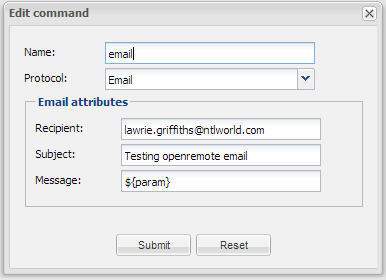 Edit command
Name: email
Protocol: Email
Email attributes
Recipient: lawrie.griffiths@ntlworld.com
Subject: Testing openremote email
Message: ${param}
Submit Reset